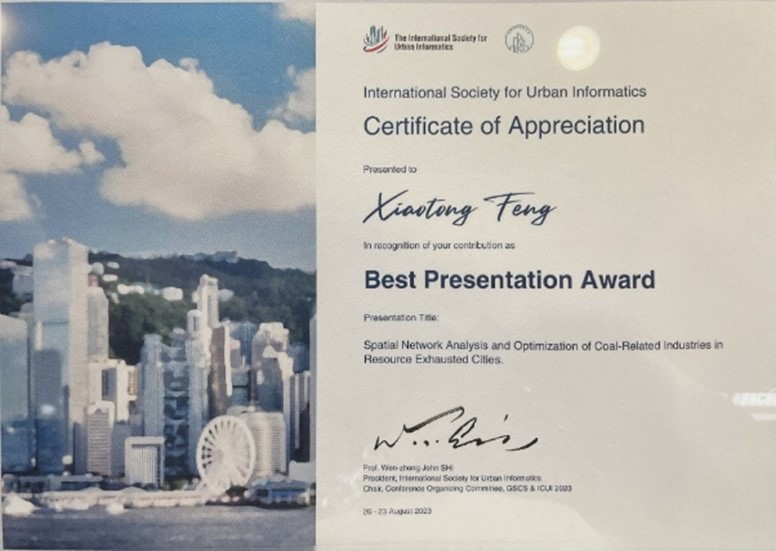 The International Society for
Urban Informatics
International Society for Urban Informatics
Certificate of Appreciation
Presented to
Xiaotong Feng
In recognition of your contribution as
Best Presentation Award
Presentation Title:
Spatial Network Analysis and Optimization of Coal-Related Industries in
Resource Exhausted Cities.
Prof. Wen-zhong John SHI
President, International Society for Urban Informatics
Chair, Conference Organizing Committee, GSCS & ICUI 2023
20 - 23 August 2023